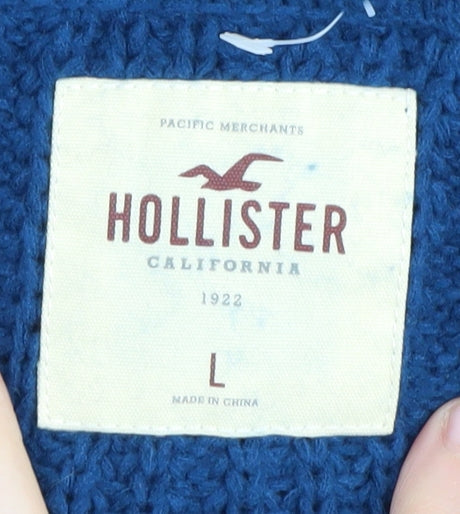 PACIFIC MERCHANTS
HOLLISTER
CALIFORNIA
1922
L
MADE IN CHINA